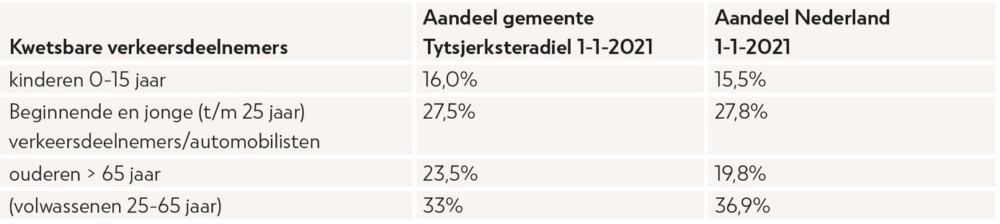 Kwetsbare verkeersdeelnemers
Aandeel gemeente
Tytsjerksteradiel 1-1-2021
Aandeel Nederland
1-1-2021
kinderen 0-15 jaar 16,0% 15,5%
Beginnende en jonge (t/m 25 jaar) 27,5% 27,8%
verkeersdeelnemers/automobilisten
ouderen > 65 jaar 23,5% 19,8%
(volwassenen 25-65 jaar) 33% 36,9%